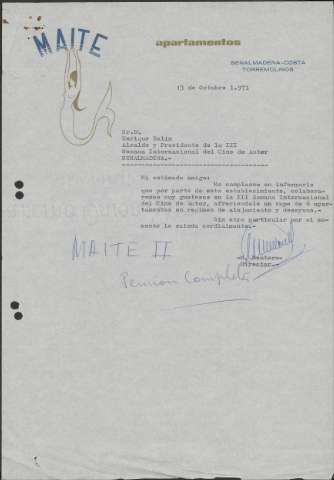 MAITE
apartamentos
BENALMADENA-COSTA
TORREMOLINOS
13 de Octubre 1.971
Sr.D.
Enrique Bolin
Alcalde y Presidente de la III
Semana Internacional del Cine de Autor
BENALMADENA.-
Mi estimado amigo:
Me complazco en informarle
que por parte de este establecimiento, colabora-
remos muy gustosos en la III Semana Internacional
del Cine de Autor, ofreciendole un tope de 6 apar-
tamentos en regimen de alojamiento y desayuno.
Sin otro particular por el mo-
mento le saluda cordialmente.
MAITE II
Director.-
Pension Completa